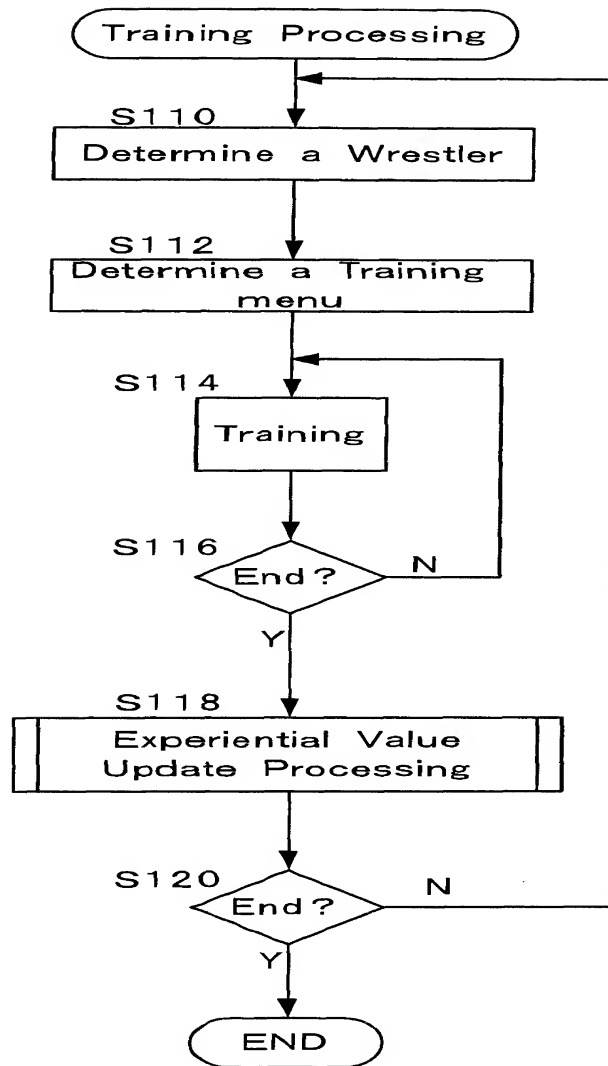 Training Processing
S110
Determine a Wrestler
S112
Determine a Training
menu
S114
Training
S116
End?
N
Y
S118
Experiential Value
Update Processing
S120
End?
N
Y
END